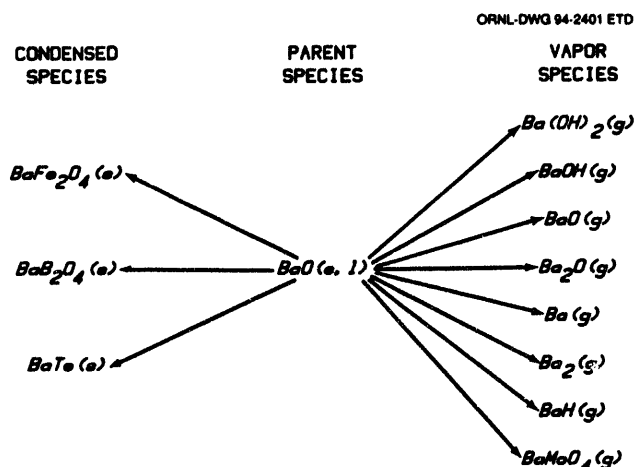 ORNL-DWG 94-2401 ETD
CONDENSED SPECIES
PARENT SPECIES
VAPOR SPECIES
BaFe2O4(s)
BaB2O4(s)
BaTe(s)
BaO(s, l)
Ba(OH)2(g)
BaOH(g)
BaO(g)
Ba2O(g)
Ba(g)
Ba2(g)
BaH(g)
BaMoO4(g)